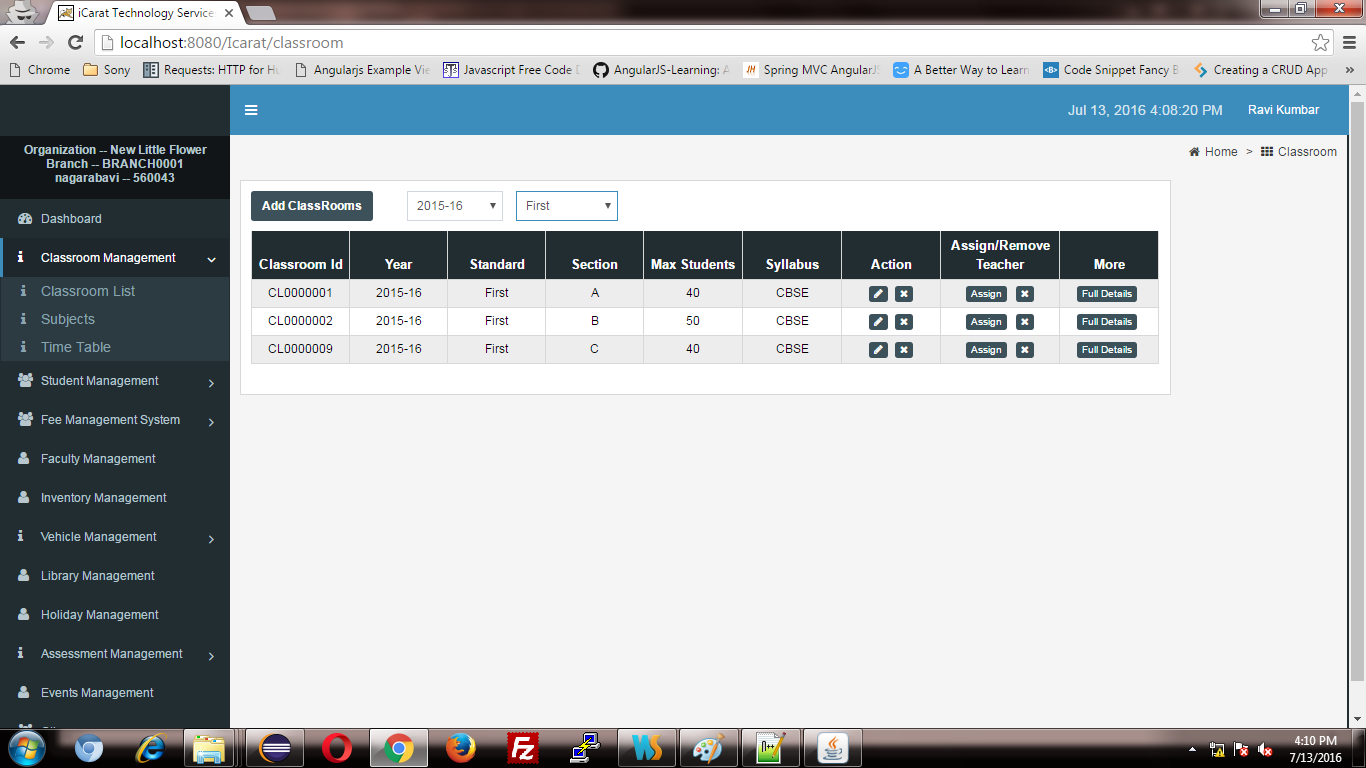 iCarat Technology Service
localhost:8080/Icarat/classroom
Chrome
Sony
Requests: HTTP for Hu
Angularjs Example Vie
Javascript Free Code D
AngularJS-Learning: A
Spring MVC AngularJS
A Better Way to Learn
Code Snippet Fancy B
Creating a CRUD App
»
Jul 13, 2016 4:08:20 PM
Ravi Kumbar
Organization -- New Little Flower
Branch -- BRANCH0001
nagarabavi -- 560043
Home > Classroom
Dashboard
Classroom Management
Classroom List
Subjects
Time Table
Student Management
Fee Management System
Faculty Management
Inventory Management
Vehicle Management
Library Management
Holiday Management
Assessment Management
Events Management
Add ClassRooms
2015-16
First
Classroom Id Year Standard Section Max Students Syllabus Action Assign/Remove Teacher More
CL0000001 2015-16 First A 40 CBSE Assign Full Details
CL0000002 2015-16 First B 50 CBSE Assign Full Details
CL0000009 2015-16 First C 40 CBSE Assign Full Details
Fz
WS
4:10 PM
7/13/2016